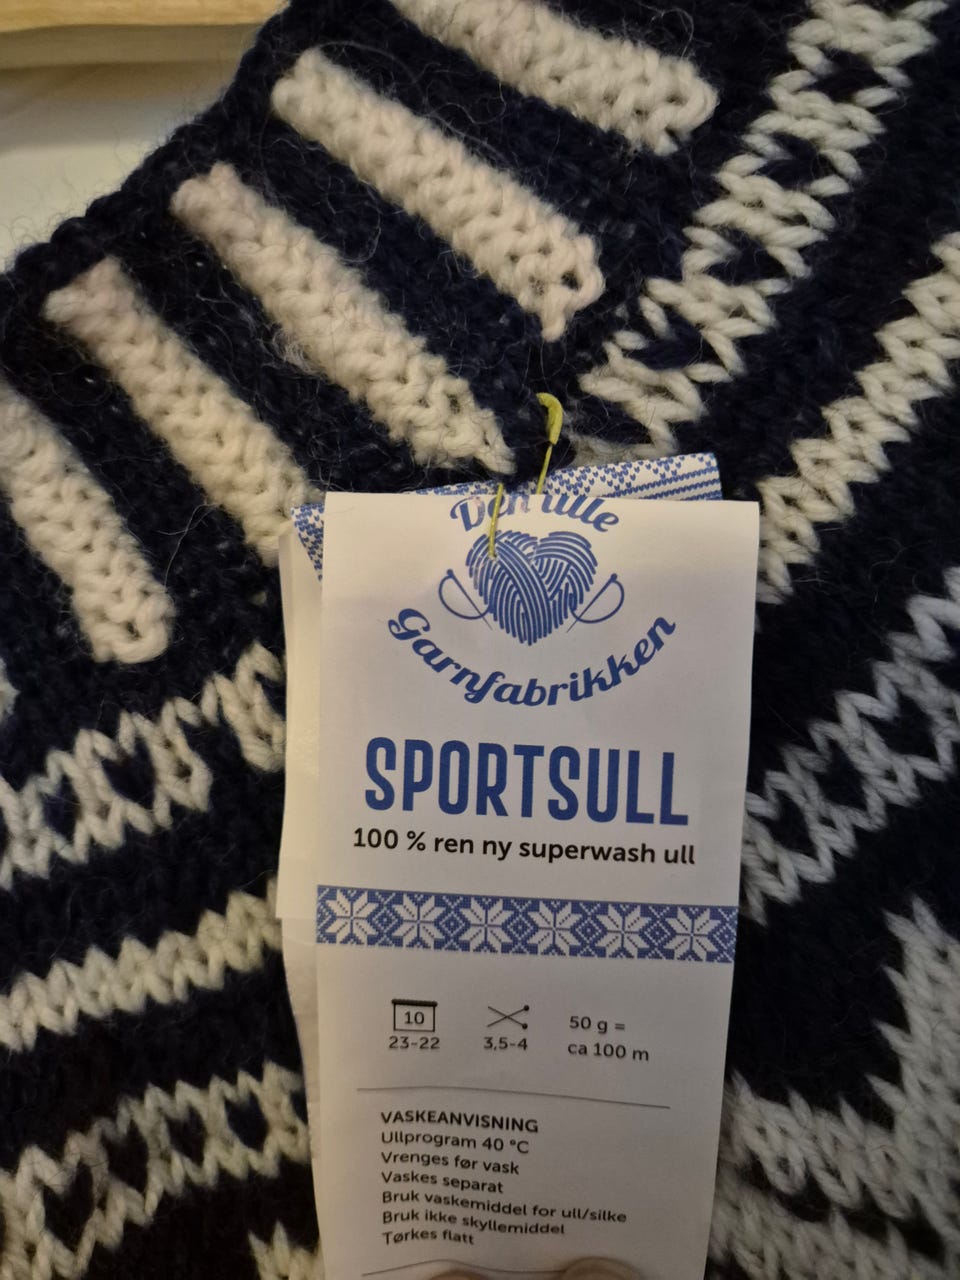 Den lille
Garnfabrikken
SPORTSULL
100 % ren ny superwash ull
10
23-22
3,5-4
50 g =
ca 100 m
VASKEANVISNING
Ullprogram 40 °C
Vrenges før vask
Vaskes separat
Bruk vaskemiddel for ull/silke
Bruk ikke skyllemiddel
Tørkes flatt